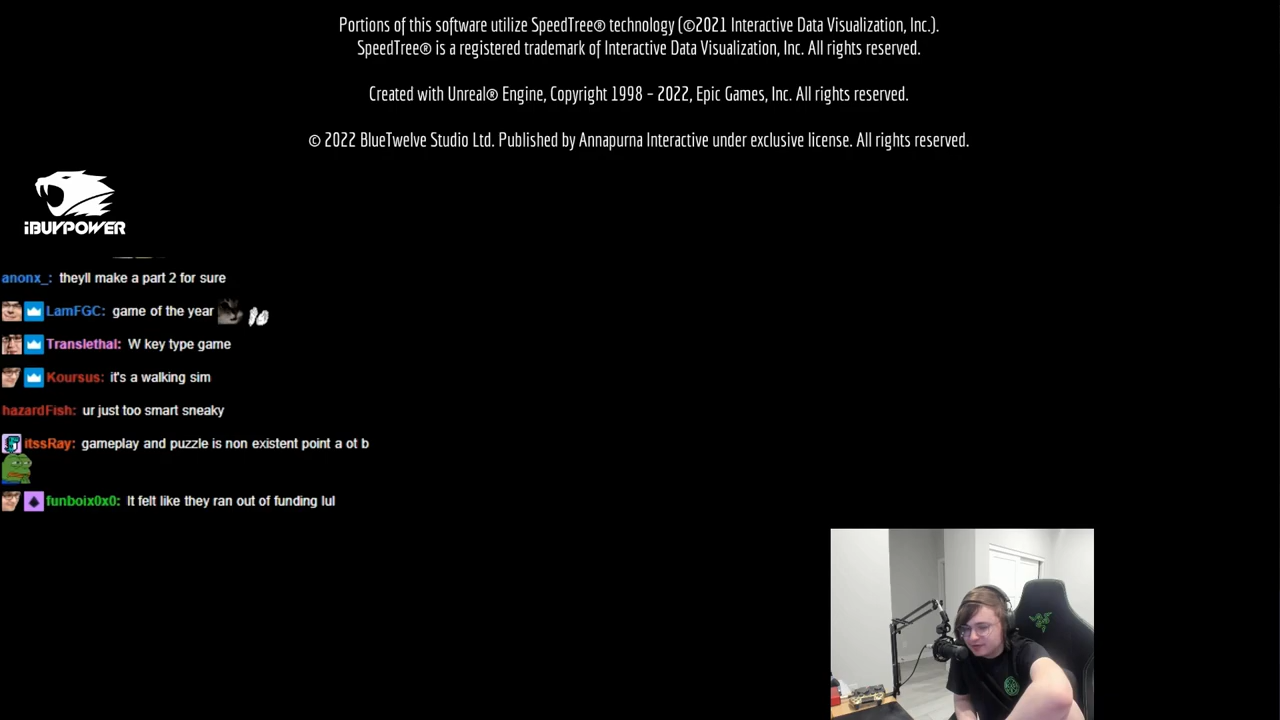 Portions of this software utilize SpeedTree® technology (©2021 Interactive Data Visualization, Inc.).
SpeedTree® is a registered trademark of Interactive Data Visualization, Inc. All rights reserved.
Created with Unreal® Engine, Copyright 1998 – 2022, Epic Games, Inc. All rights reserved.
© 2022 BlueTwelve Studio Ltd. Published by Annapurna Interactive under exclusive license. All rights reserved.
iBUYPOWER
anonx_: theyll make a part 2 for sure
LamFGC: game of the year
Translethal: W key type game
Koursus: it's a walking sim
hazardFish: ur just too smart sneaky
itssRay: gameplay and puzzle is non existent point a ot b
funboix0x0: It felt like they ran out of funding lul